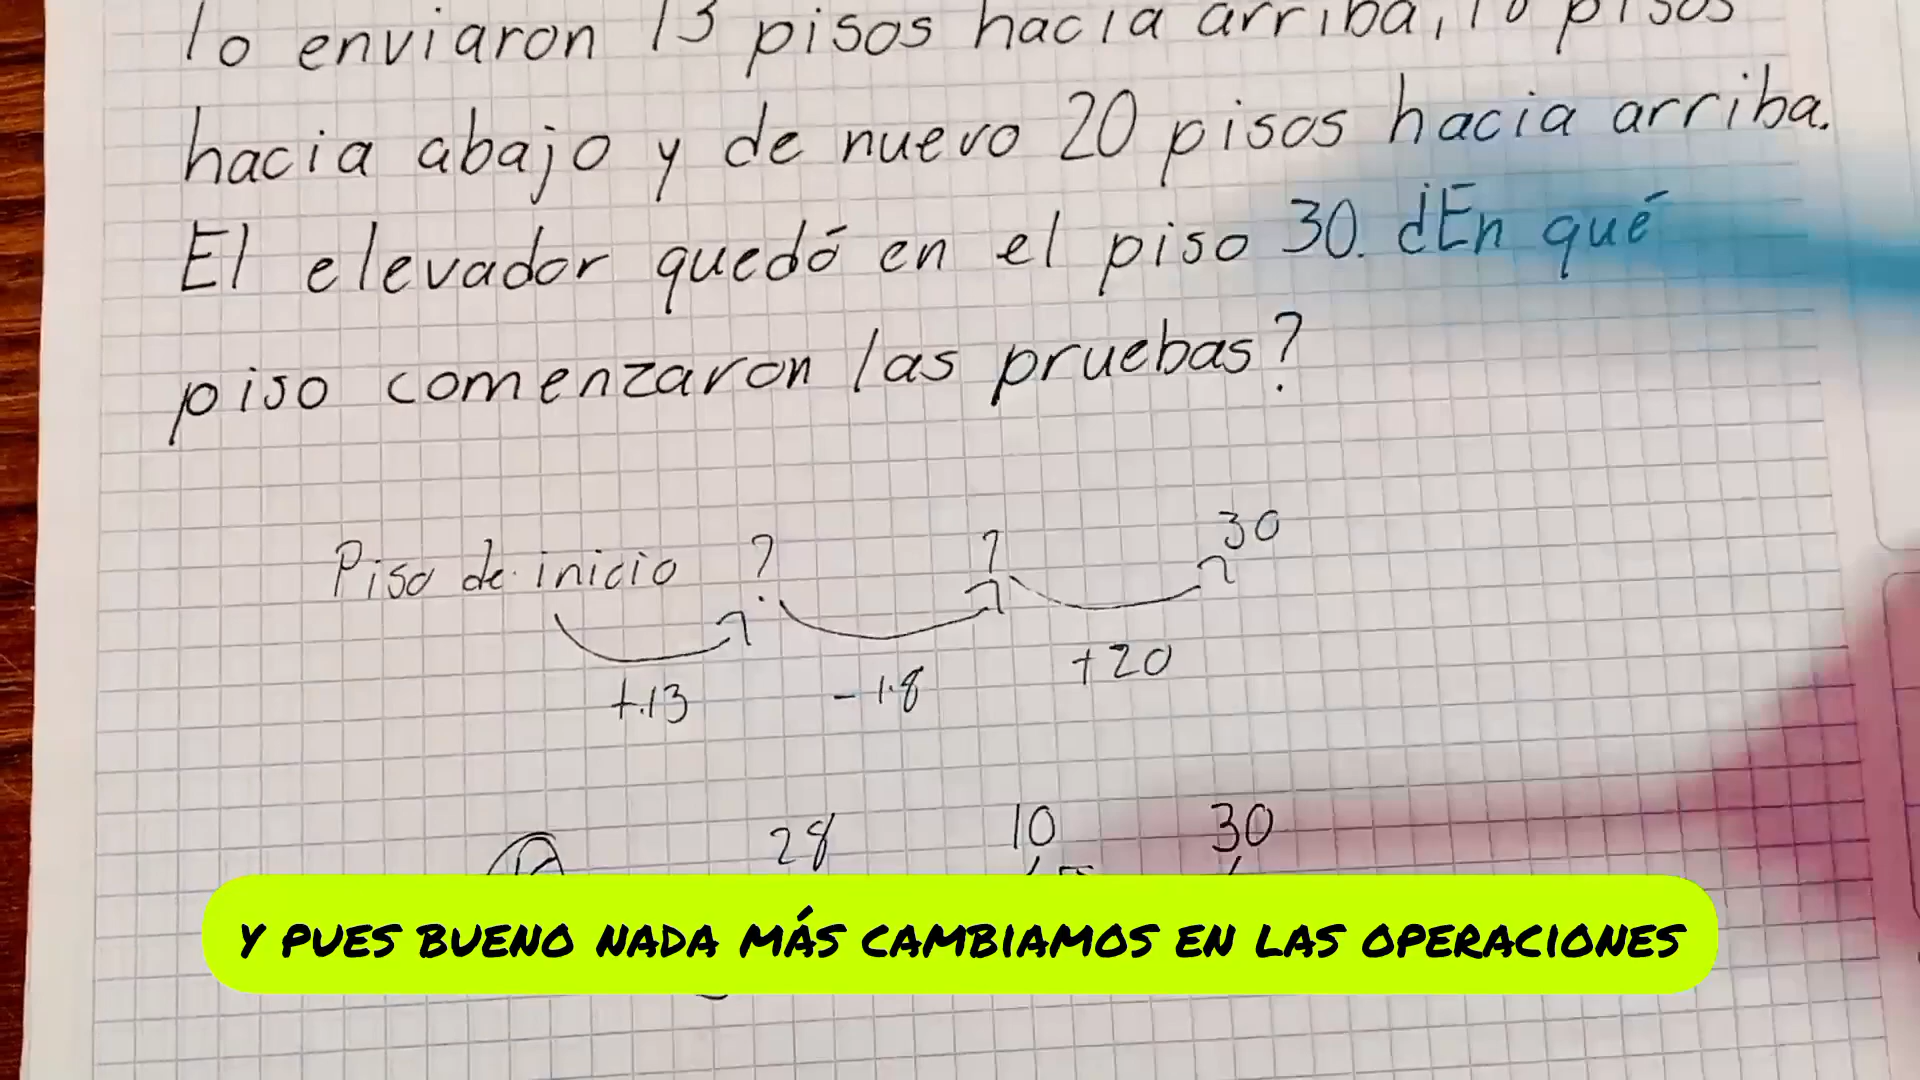 lo enviaron 13 pisos hacia arriba, 18 pisos
hacia abajo y de nuevo 20 pisos hacia arriba.
El elevador quedó en el piso 30. ¿En qué
piso comenzaron las pruebas?
Piso de inicio ? ? 30
+13 -18 +20
28 10 30
Y PUES BUENO NADA MÁS CAMBIAMOS EN LAS OPERACIONES